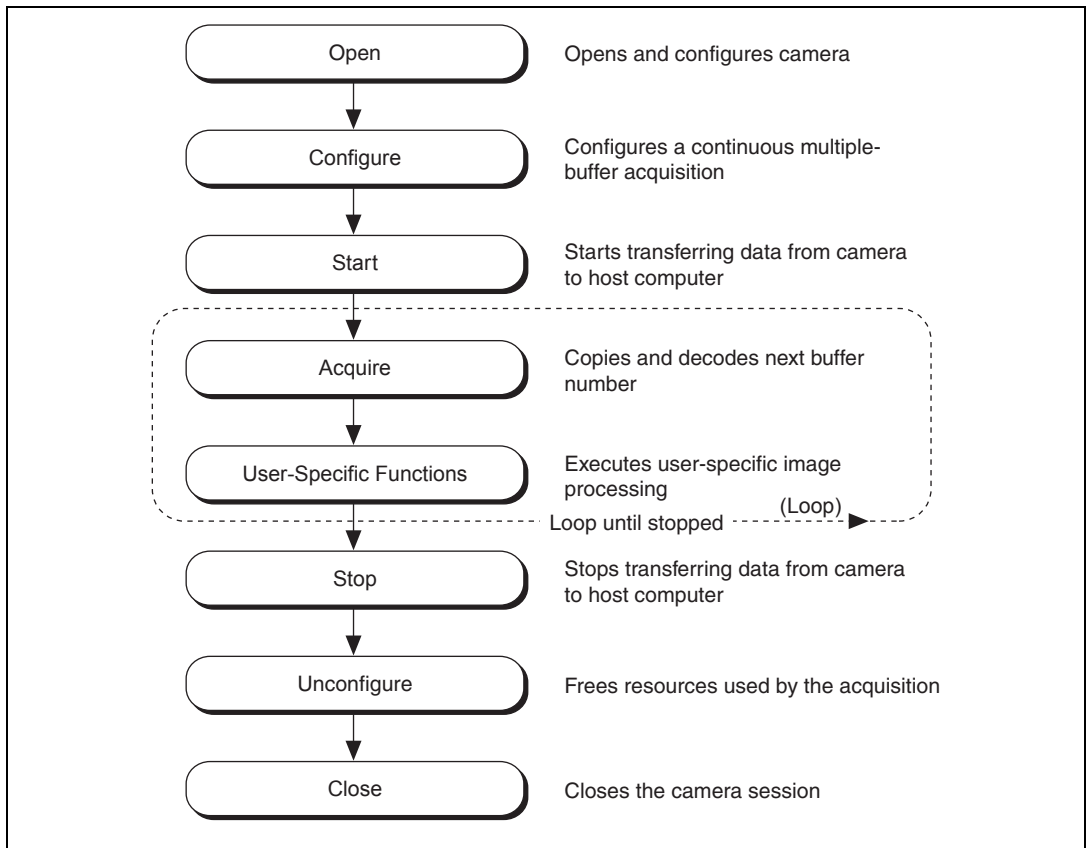 Open
Opens and configures camera
Configure
Configures a continuous multiple-
buffer acquisition
Start
Starts transferring data from camera
to host computer
Acquire
Copies and decodes next buffer
number
User-Specific Functions
Executes user-specific image
processing
(Loop)
Loop until stopped
Stop
Stops transferring data from camera
to host computer
Unconfigure
Frees resources used by the acquisition
Close
Closes the camera session